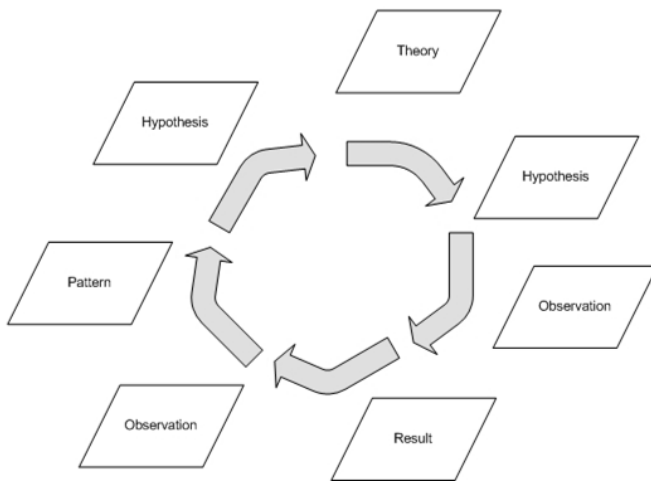 Theory
Hypothesis
Hypothesis
Observation
Pattern
Observation
Result